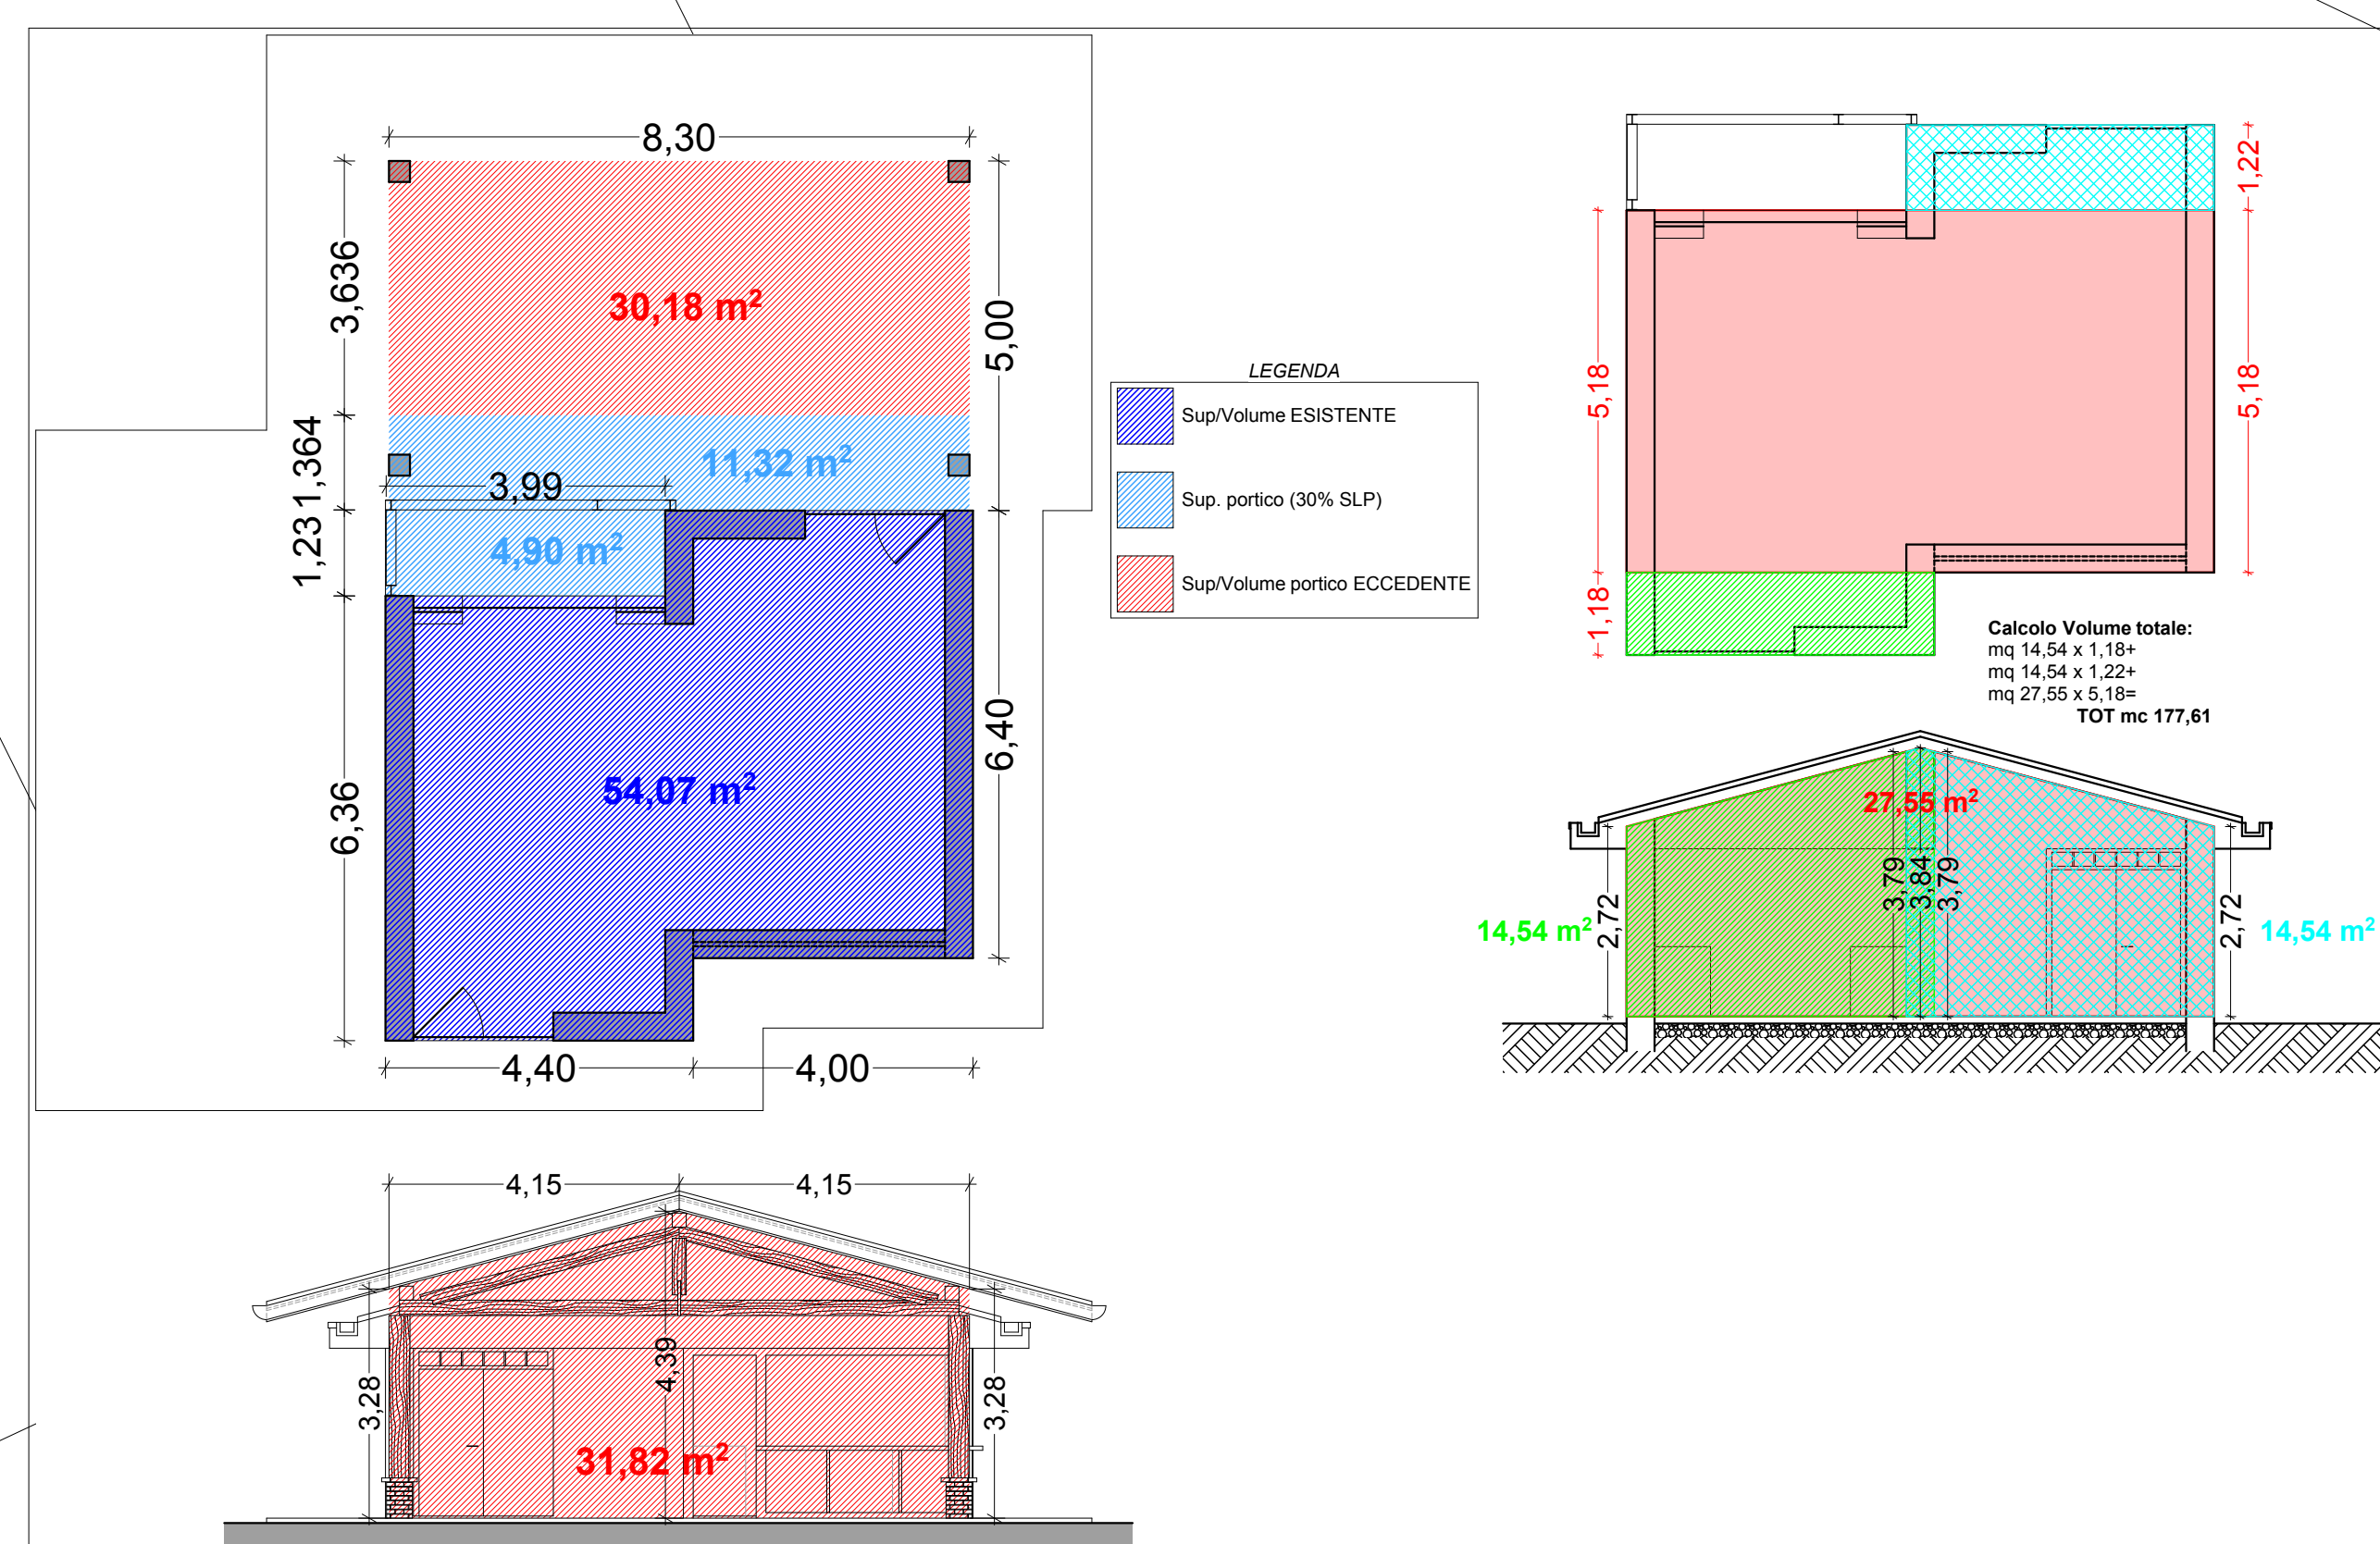 8,30
3,636
30,18 m²
5,00
1,364
11,32 m²
3,99
1,23
4,90 m²
6,36
54,07 m²
6,40
4,40
4,00
LEGENDA
Sup/Volume ESISTENTE
Sup. portico (30% SLP)
Sup/Volume portico ECCEDENTE
1,22
5,18
5,18
1,18
Calcolo Volume totale:
mq 14,54 x 1,18+
mq 14,54 x 1,22+
mq 27,55 x 5,18=
TOT mc 177,61
27,55 m²
3,79
3,84
3,79
14,54 m²
2,72
2,72
14,54 m²
4,15
4,15
4,39
3,28
3,28
31,82 m²